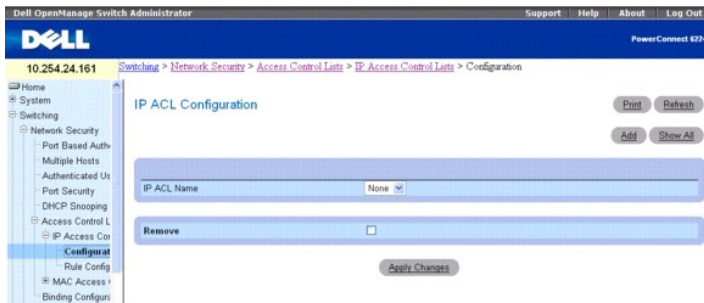 Dell OpenManage Switch Administrator
Support Help About Log Out
DELL
PowerConnect 622
10.254.24.161
Switching > Network Security > Access Control Lists > IP Access Control Lists > Configuration
Home
System
Switching
Network Security
Port Based Authe
Multiple Hosts
Authenticated Us
Port Security
DHCP Snooping
Access Control L
IP Access Cor
Configurat
Rule Config
MAC Access
Binding Configura
IP ACL Configuration
Print Refresh
Add Show All
IP ACL Name None
Remove
Apply Changes